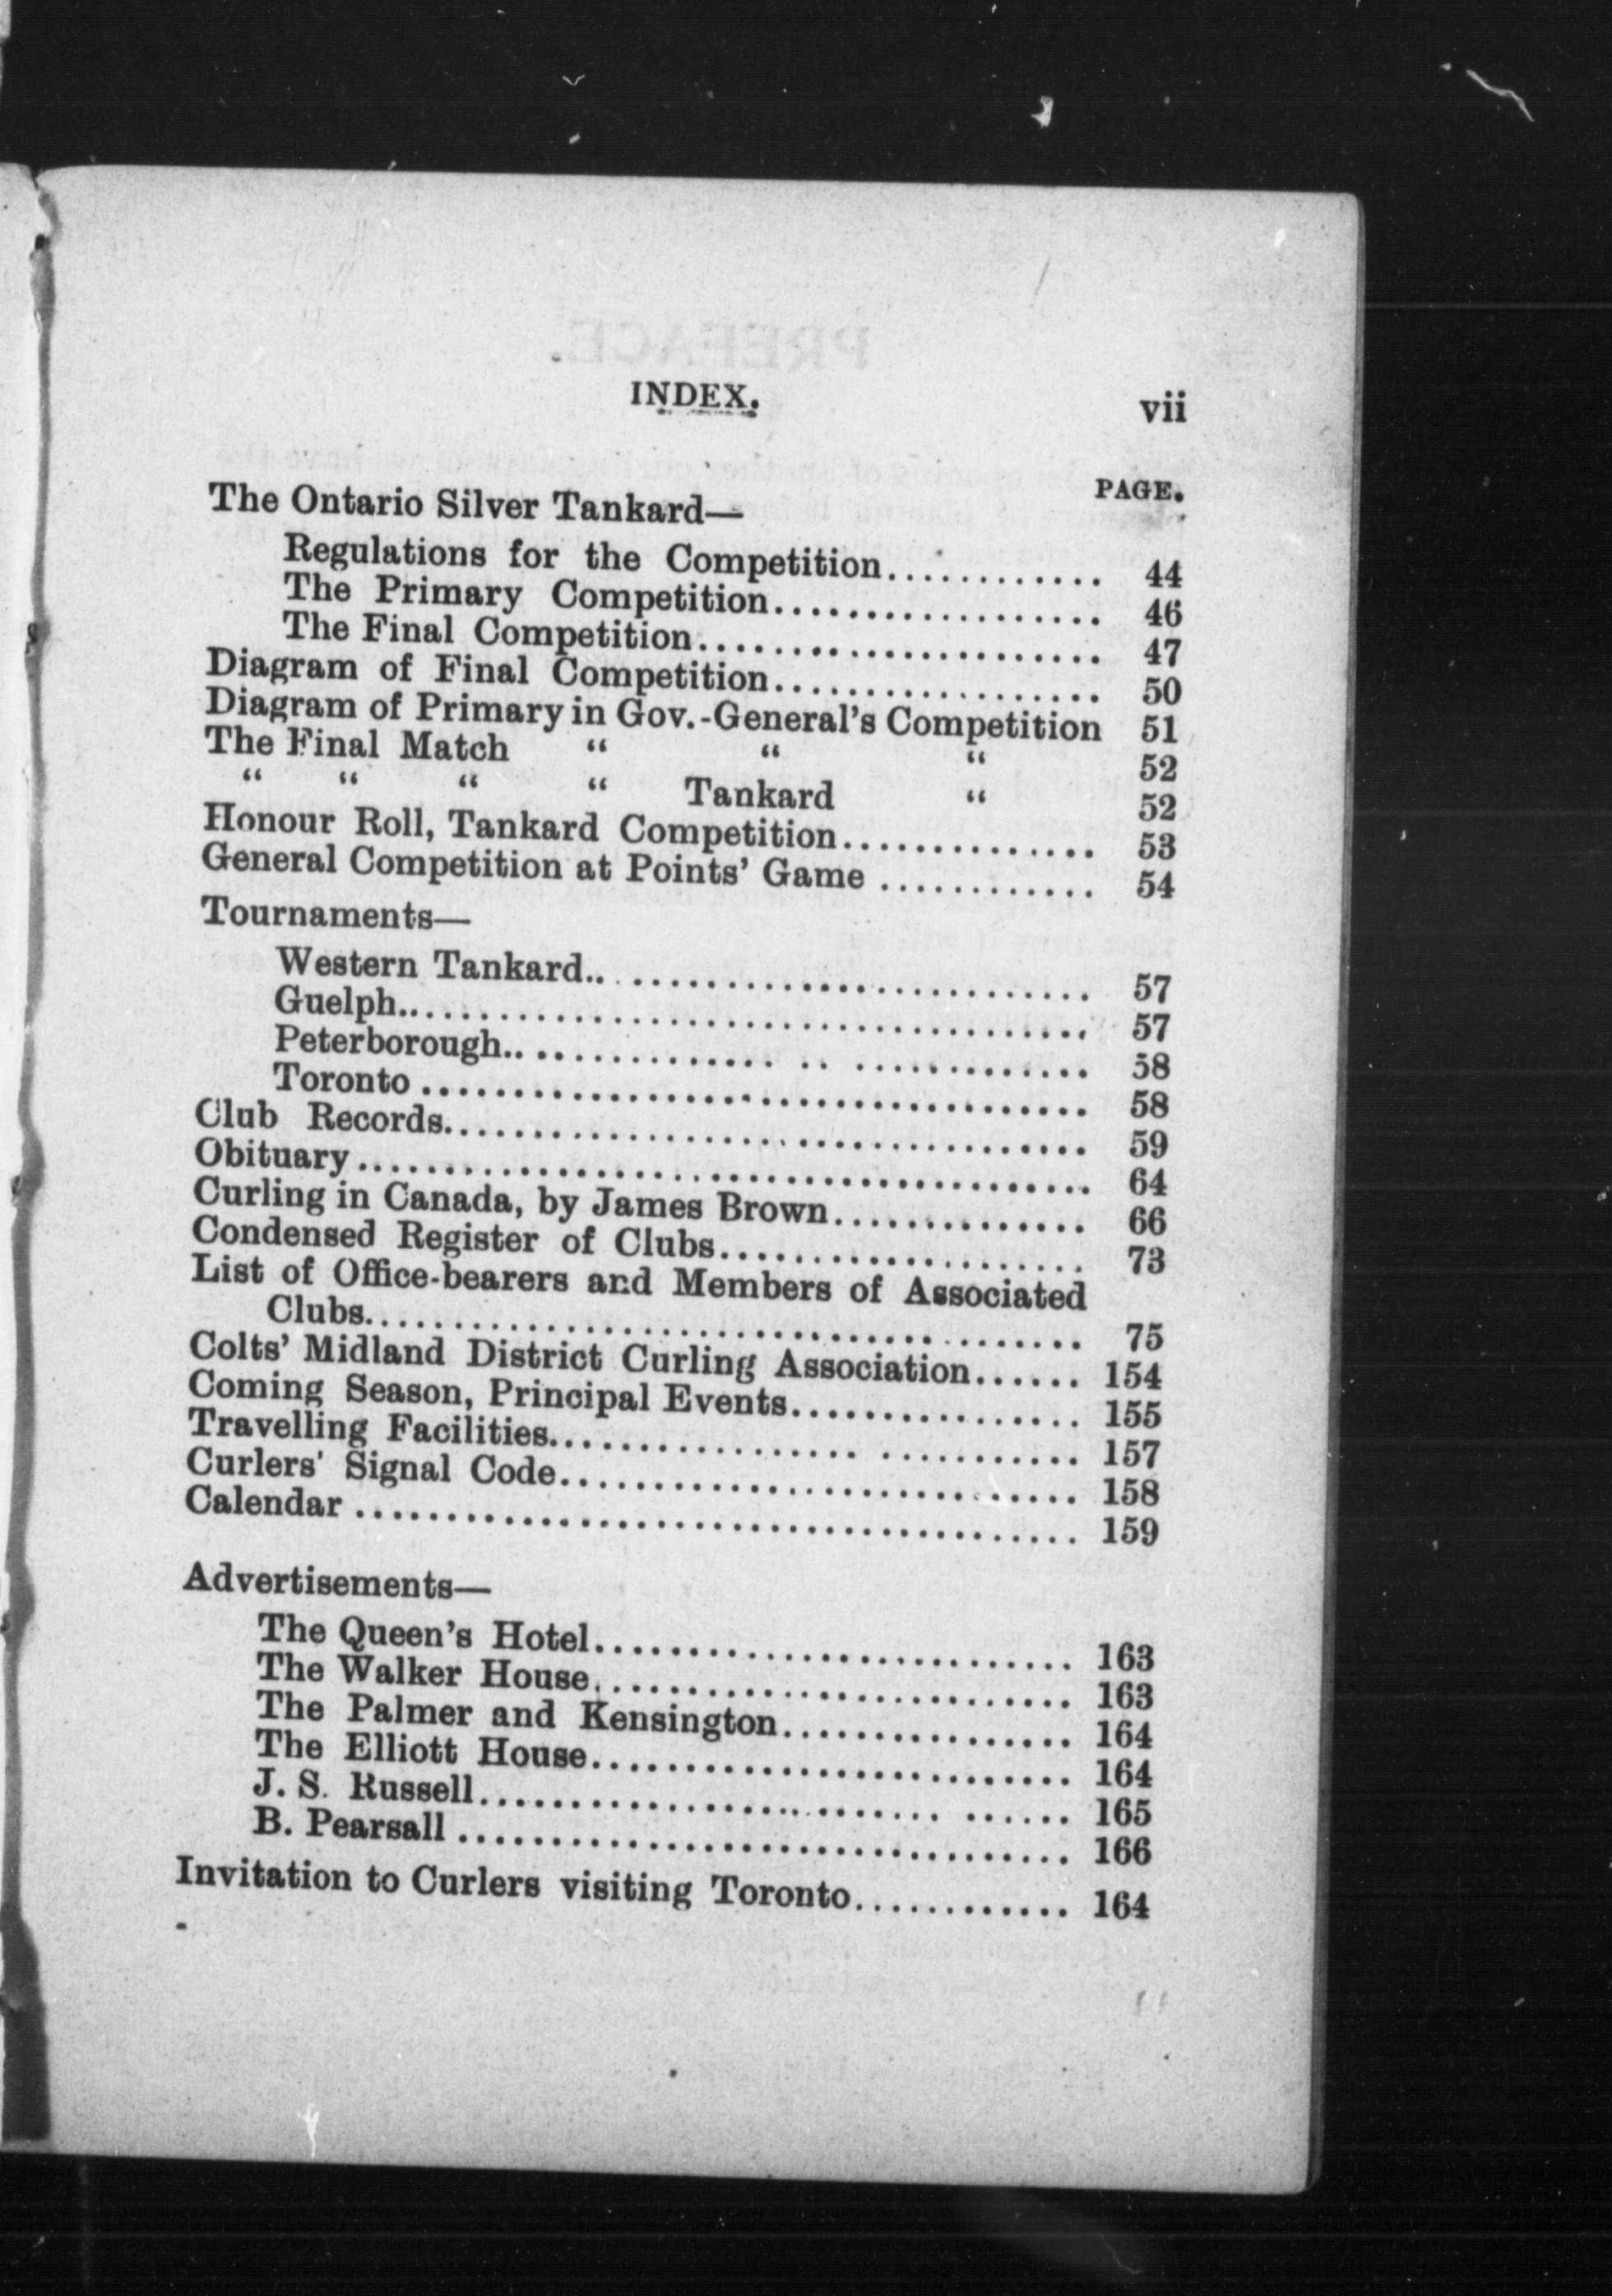 INDEX. vii
PAGE.
The Ontario Silver Tankard—
Regulations for the Competition............ 44
The Primary Competition.................. 46
The Final Competition...................... 47
Diagram of Final Competition.................. 50
Diagram of Primary in Gov.-General's Competition 51
The Final Match “ “ “ 52
“ “ “ “ Tankard “ 52
Honour Roll, Tankard Competition.............. 53
General Competition at Points' Game ............ 54
Tournaments—
Western Tankard............................ 57
Guelph...................................... 57
Peterborough................ .. ............. 58
Toronto ..................................... 58
Club Records................................... 59
Obituary ........................................ 64
Curling in Canada, by James Brown.............. 66
Condensed Register of Clubs.................... 73
List of Office-bearers and Members of Associated
Clubs....................................... 75
Colts' Midland District Curling Association...... 154
Coming Season, Principal Events................ 155
Travelling Facilities................. ........... 157
Curlers' Signal Code............................. 158
Calendar ........................................ 159
Advertisements—
The Queen's Hotel.......................... 163
The Walker House.......................... 163
The Palmer and Kensington................ 164
The Elliott House.......................... 164
J. S. Russell.......................... ...... 165
B. Pearsall .................................. 166
Invitation to Curlers visiting Toronto............ 164